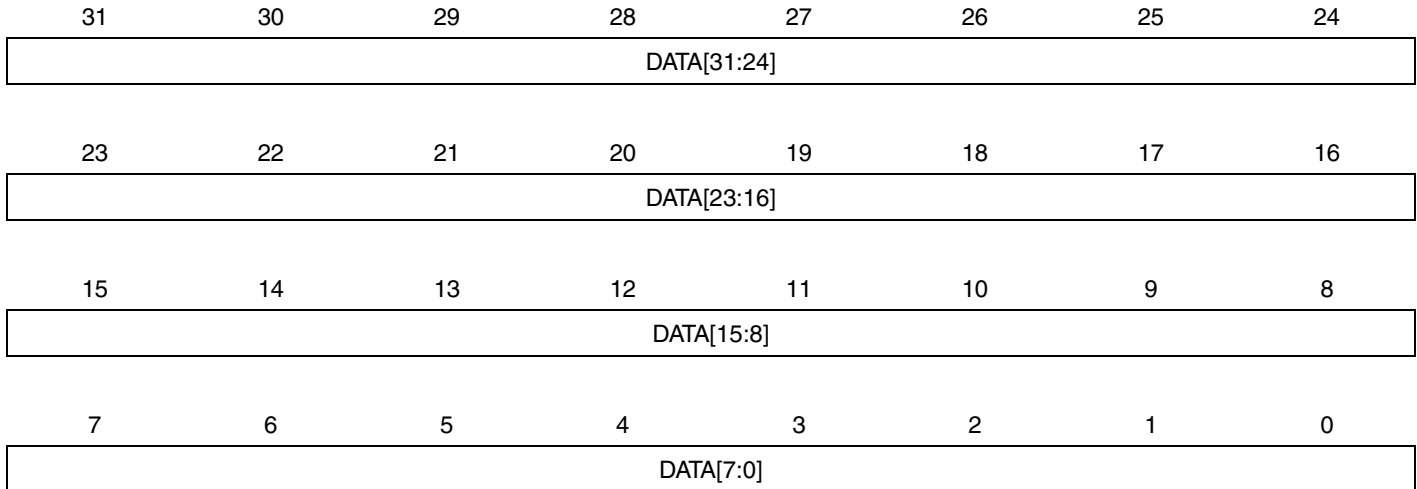 31 30 29 28 27 26 25 24
DATA[31:24]
23 22 21 20 19 18 17 16
DATA[23:16]
15 14 13 12 11 10 9 8
DATA[15:8]
7 6 5 4 3 2 1 0
DATA[7:0]